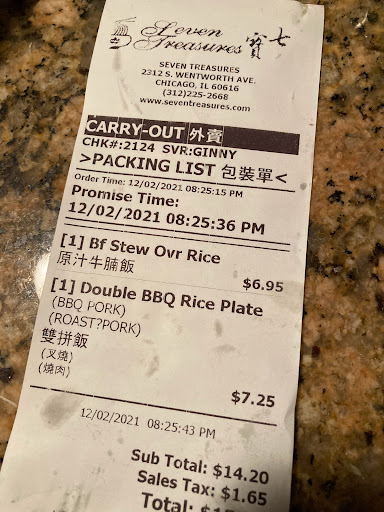 Seven 七
Treasures 寳
SEVEN TREASURES
2312 S. WENTWORTH AVE.
CHICAGO, IL 60616
(312)225-2668
www.seventreasures.com
CARRY-OUT 外賣
CHK#:2124 SVR:GINNY
>PACKING LIST 包裝單<
Order Time: 12/02/2021 08:25:15 PM
Promise Time:
12/02/2021 08:25:36 PM
[1] Bf Stew Ovr Rice
原汁牛腩飯
$6.95
[1] Double BBQ Rice Plate
(BBQ PORK)
(ROAST?PORK)
雙拼飯
(叉燒)
(燒肉)
$7.25
12/02/2021 08:25:43 PM
Sub Total: $14.20
Sales Tax: $1.65
Total: